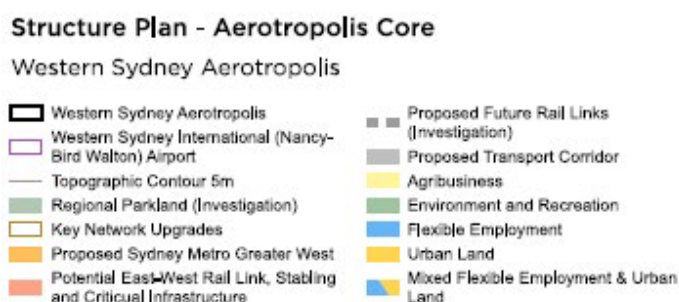 Structure Plan - Aerotropolis Core
Western Sydney Aerotropolis
Western Sydney Aerotropolis
Western Sydney International (Nancy-
Bird Walton) Airport
Topographic Contour 5m
Regional Parkland (Investigation)
Key Network Upgrades
Proposed Sydney Metro Greater West
Potential East-West Rail Link, Stabling
and Criticual Infrastructure
Proposed Future Rail Links
(Investigation)
Proposed Transport Corridor
Agribusiness
Environment and Recreation
Flexible Employment
Urban Land
Mixed Flexible Employment & Urban
Land